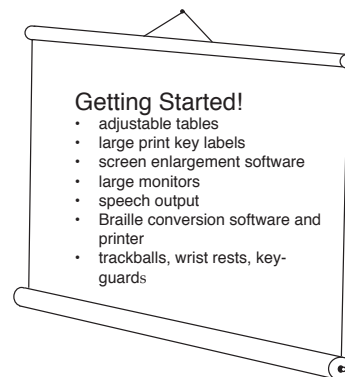 Getting Started!
• adjustable tables
• large print key labels
• screen enlargement software
• large monitors
• speech output
• Braille conversion software and
printer
• trackballs, wrist rests, key-
guards